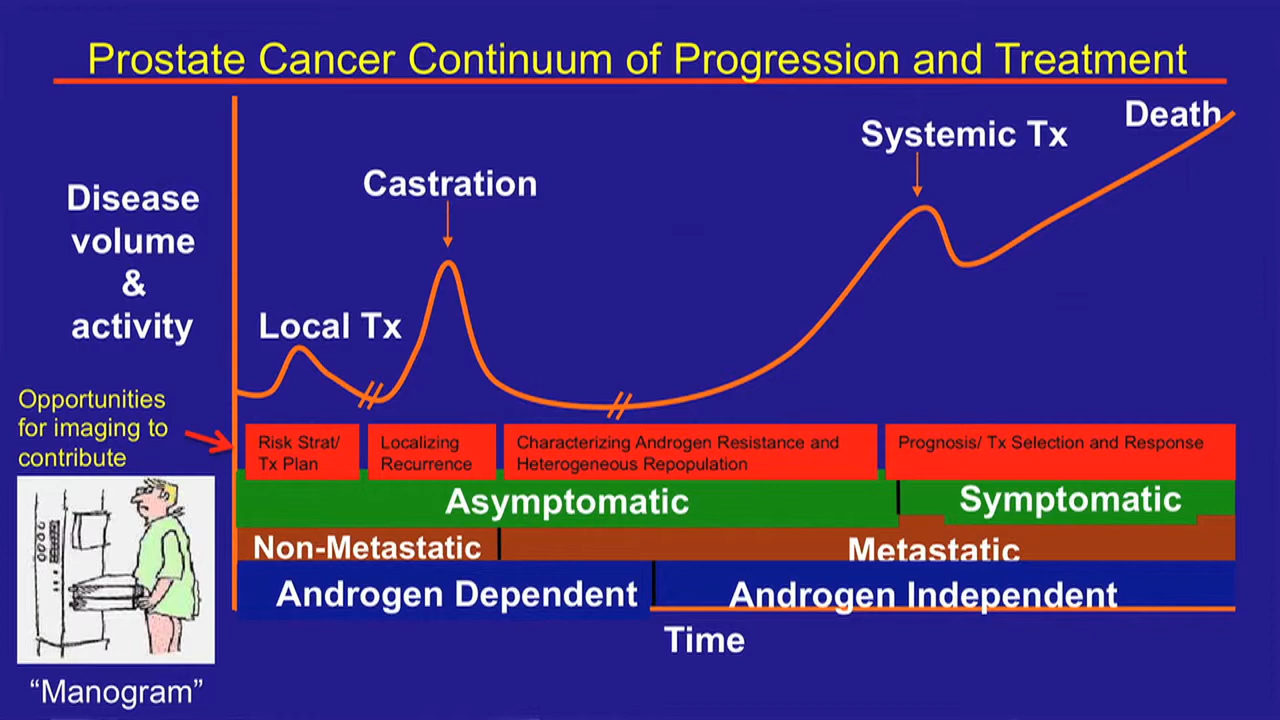 Prostate Cancer Continuum of Progression and Treatment
Death
Systemic Tx
Castration
Disease
volume
&
activity
Local Tx
Opportunities
for imaging to
contribute
Risk Strat/
Tx Plan
Localizing
Recurrence
Characterizing Androgen Resistance and
Heterogeneous Repopulation
Prognosis/ Tx Selection and Response
Asymptomatic
Symptomatic
Non-Metastatic
Metastatic
Androgen Dependent
Androgen Independent
Time
“Manogram”